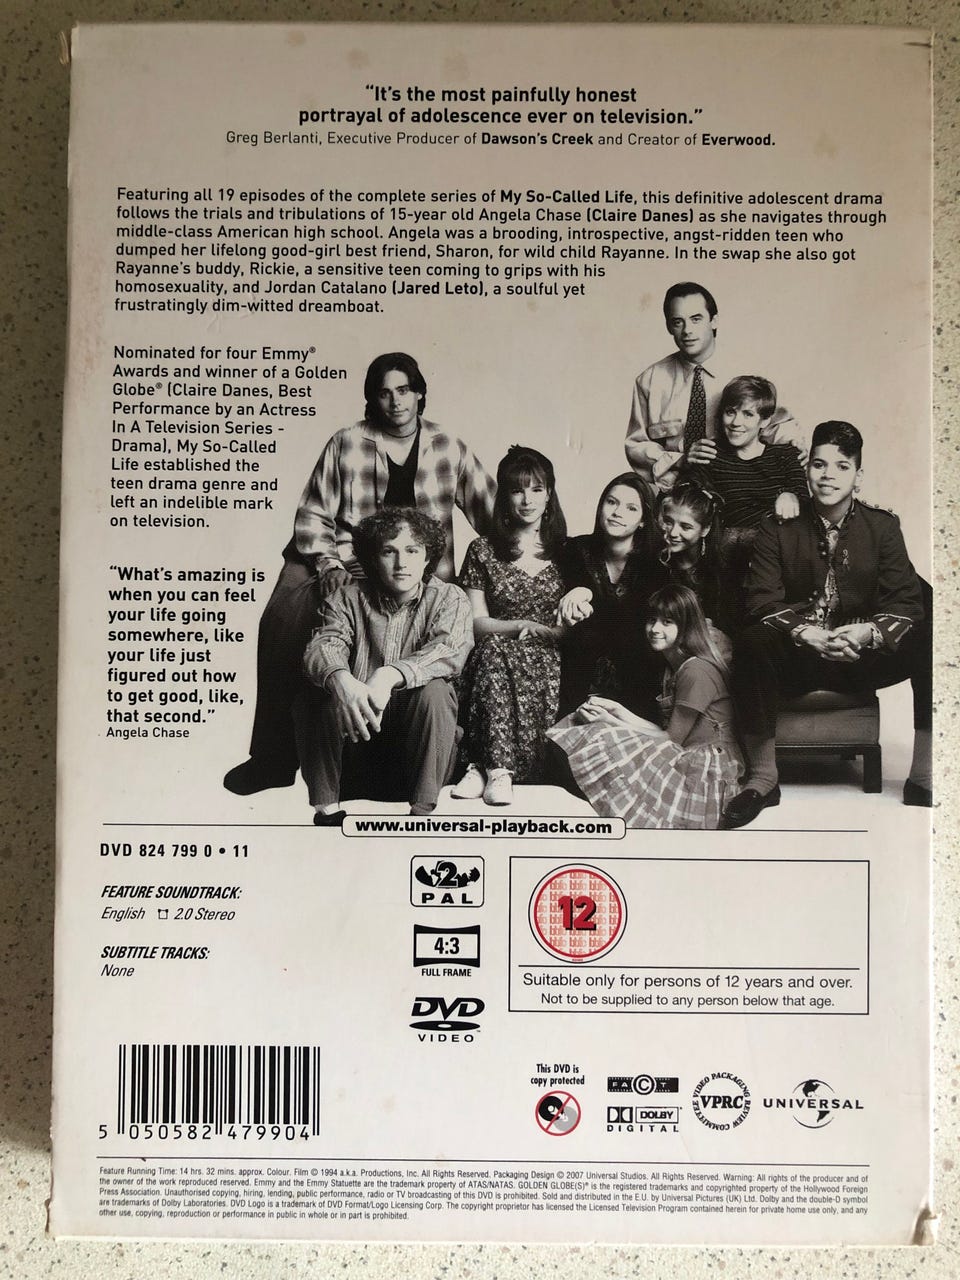 “It's the most painfully honest
portrayal of adolescence ever on television.”
Greg Berlanti, Executive Producer of Dawson's Creek and Creator of Everwood.
Featuring all 19 episodes of the complete series of My So-Called Life, this definitive adolescent drama
follows the trials and tribulations of 15-year old Angela Chase (Claire Danes) as she navigates through
middle-class American high school. Angela was a brooding, introspective, angst-ridden teen who
dumped her lifelong good-girl best friend, Sharon, for wild child Rayanne. In the swap she also got
Rayanne's buddy, Rickie, a sensitive teen coming to grips with his
homosexuality, and Jordan Catalano (Jared Leto), a soulful yet
frustratingly dim-witted dreamboat.
Nominated for four Emmy®
Awards and winner of a Golden
Globe® (Claire Danes, Best
Performance by an Actress
In A Television Series -
Drama), My So-Called
Life established the
teen drama genre and
left an indelible mark
on television.
“What's amazing is
when you can feel
your life going
somewhere, like
your life just
figured out how
to get good, like,
that second.”
Angela Chase
www.universal-playback.com
DVD 824 799 0 • 11
FEATURE SOUNDTRACK:
English 2.0 Stereo
SUBTITLE TRACKS:
None
2
PAL
4:3
FULL FRAME
DVD
VIDEO™
12
Suitable only for persons of 12 years and over.
Not to be supplied to any person below that age.
5 050582 479904
This DVD is
copy protected
FACT
DOLBY
DIGITAL
VIDEO PACKAGING REVIEW COMMITTEE
VPRC
UNIVERSAL
Feature Running Time: 14 hrs. 32 mins. approx. Colour. Film © 1994 a.k.a. Productions, Inc. All Rights Reserved. Packaging Design © 2007 Universal Studios. All Rights Reserved. Warning: All rights of the producer and of
the owner of the work reproduced reserved. Emmy and the Emmy Statuette are the trademark property of ATAS/NATAS. GOLDEN GLOBE(S)® is the registered trademarks and copyrighted property of the Hollywood Foreign
Press Association. Unauthorised copying, hiring, lending, public performance, radio or TV broadcasting of this DVD is prohibited. Sold and distributed in the E.U. by Universal Pictures (UK) Ltd. Dolby and the double-D symbol
are trademarks of Dolby Laboratories. DVD Logo is a trademark of DVD Format/Logo Licensing Corp. The copyright proprietor has licensed the Licensed Television Program contained herein for private home use only, and any
other use, copying, reproduction or performance in public in whole or in part is prohibited.